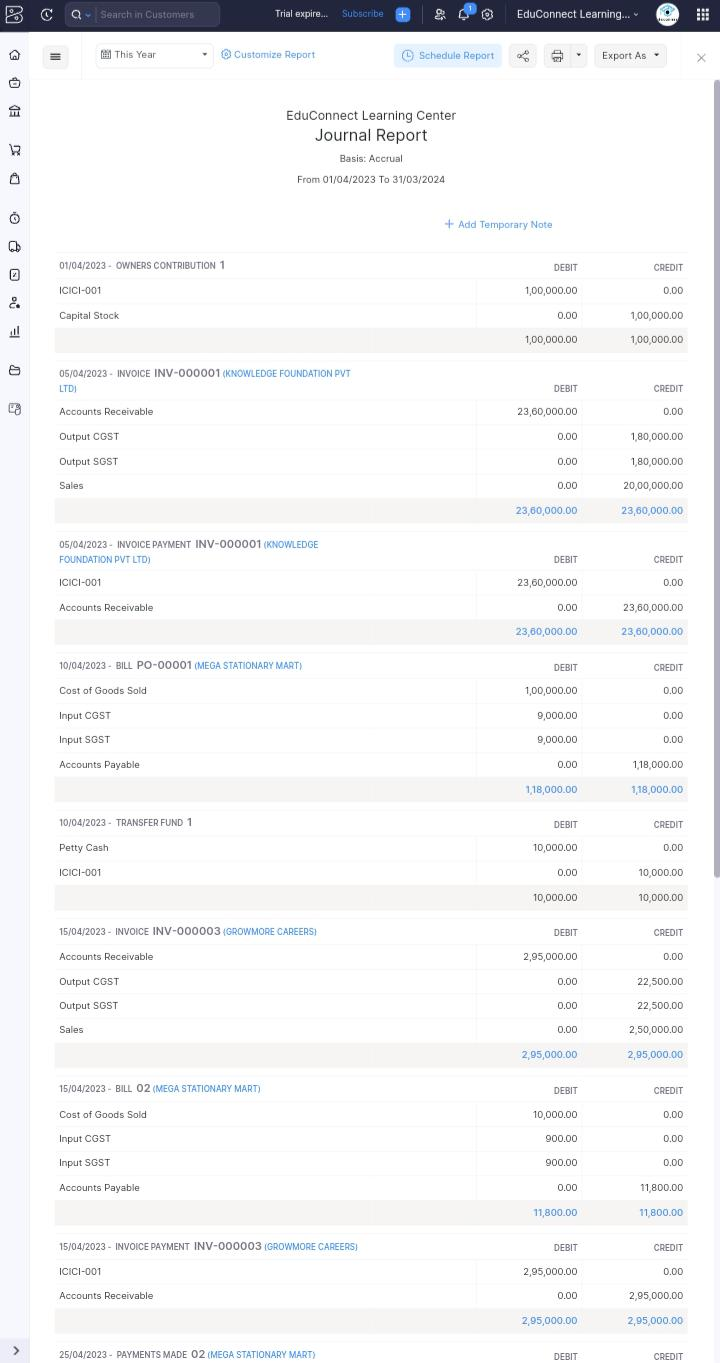 Search in Customers
Trial expire...
Subscribe
1
EduConnect Learning...
This Year
Customize Report
Schedule Report
Export As
EduConnect Learning Center
Journal Report
Basis: Accrual
From 01/04/2023 To 31/03/2024
+ Add Temporary Note
01/04/2023 - OWNERS CONTRIBUTION 1 DEBIT CREDIT
ICICI-001 1,00,000.00 0.00
Capital Stock 0.00 1,00,000.00
1,00,000.00 1,00,000.00
05/04/2023 - INVOICE INV-000001 (KNOWLEDGE FOUNDATION PVT
LTD) DEBIT CREDIT
Accounts Receivable 23,60,000.00 0.00
Output CGST 0.00 1,80,000.00
Output SGST 0.00 1,80,000.00
Sales 0.00 20,00,000.00
23,60,000.00 23,60,000.00
05/04/2023 - INVOICE PAYMENT INV-000001 (KNOWLEDGE
FOUNDATION PVT LTD) DEBIT CREDIT
ICICI-001 23,60,000.00 0.00
Accounts Receivable 0.00 23,60,000.00
23,60,000.00 23,60,000.00
10/04/2023 - BILL PO-00001 (MEGA STATIONARY MART) DEBIT CREDIT
Cost of Goods Sold 1,00,000.00 0.00
Input CGST 9,000.00 0.00
Input SGST 9,000.00 0.00
Accounts Payable 0.00 1,18,000.00
1,18,000.00 1,18,000.00
10/04/2023 - TRANSFER FUND 1 DEBIT CREDIT
Petty Cash 10,000.00 0.00
ICICI-001 0.00 10,000.00
10,000.00 10,000.00
15/04/2023 - INVOICE INV-000003 (GROWMORE CAREERS) DEBIT CREDIT
Accounts Receivable 2,95,000.00 0.00
Output CGST 0.00 22,500.00
Output SGST 0.00 22,500.00
Sales 0.00 2,50,000.00
2,95,000.00 2,95,000.00
15/04/2023 - BILL 02 (MEGA STATIONARY MART) DEBIT CREDIT
Cost of Goods Sold 10,000.00 0.00
Input CGST 900.00 0.00
Input SGST 900.00 0.00
Accounts Payable 0.00 11,800.00
11,800.00 11,800.00
15/04/2023 - INVOICE PAYMENT INV-000003 (GROWMORE CAREERS) DEBIT CREDIT
ICICI-001 2,95,000.00 0.00
Accounts Receivable 0.00 2,95,000.00
2,95,000.00 2,95,000.00
25/04/2023 - PAYMENTS MADE 02 (MEGA STATIONARY MART) DEBIT CREDIT